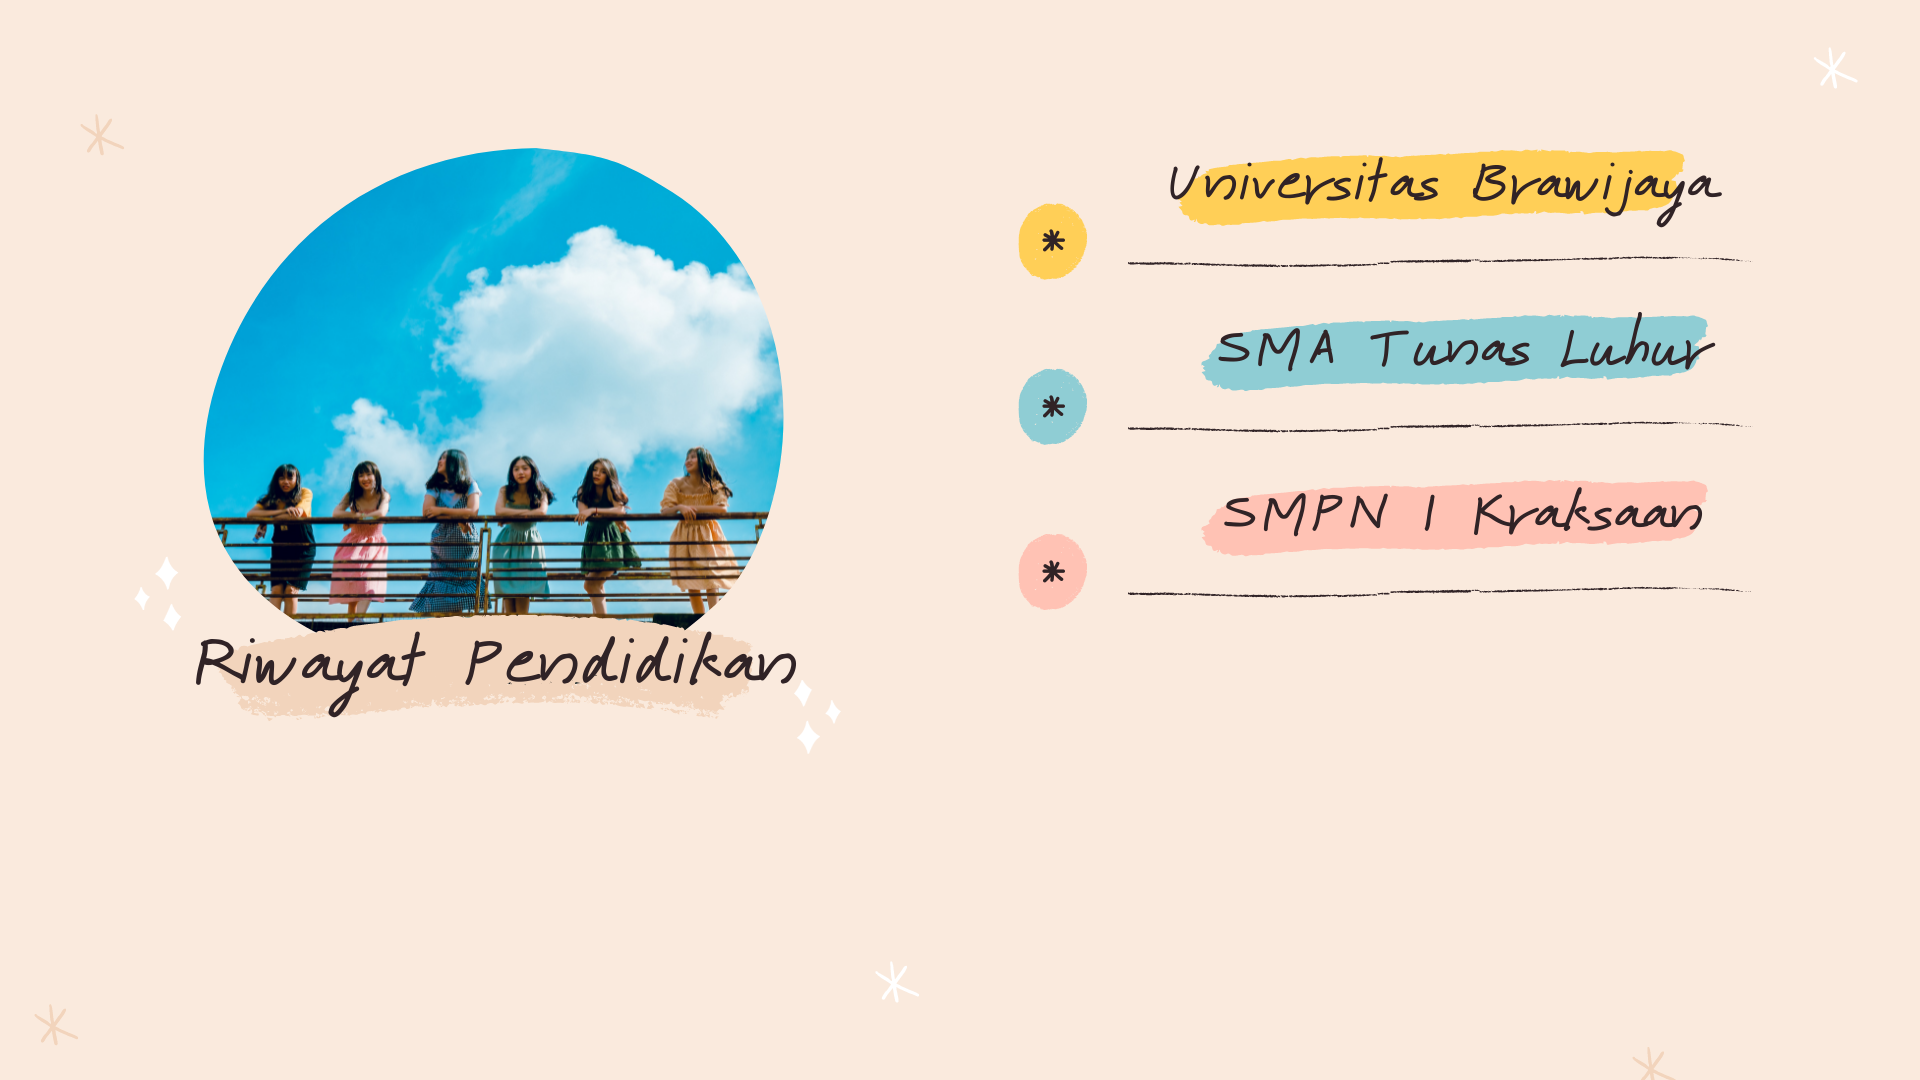 Riwayat Pendidikan
Universitas Brawijaya
SMA Tunas Luhur
SMPN 1 Kraksaan